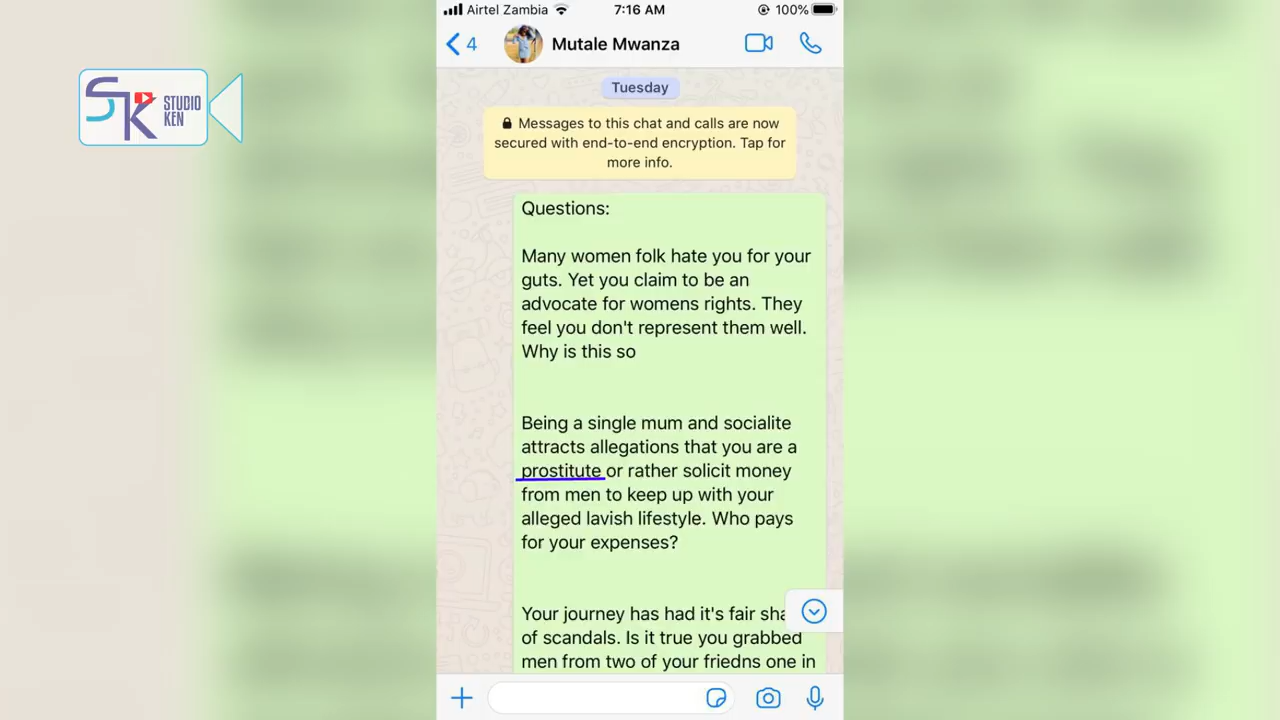 Airtel Zambia 7:16 AM 100%
4 Mutale Mwanza
SK STUDIO
KEN
Tuesday
Messages to this chat and calls are now
secured with end-to-end encryption. Tap for
more info.
Questions:
Many women folk hate you for your
guts. Yet you claim to be an
advocate for womens rights. They
feel you don't represent them well.
Why is this so
Being a single mum and socialite
attracts allegations that you are a
prostitute or rather solicit money
from men to keep up with your
alleged lavish lifestyle. Who pays
for your expenses?
Your journey has had it's fair sha
of scandals. Is it true you grabbed
men from two of your friedns one in